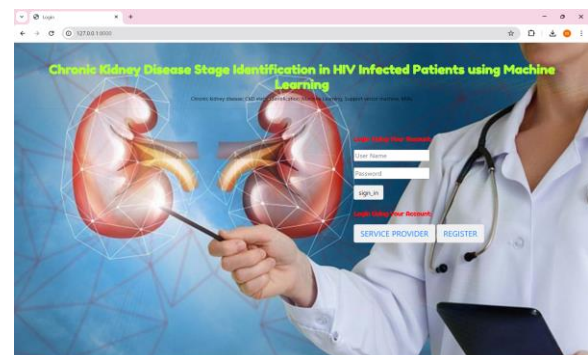 Login
127.0.0.1:8000
Chronic Kidney Disease Stage Identification in HIV Infected Patients using Machine
Learning
Login Using Your Account:
User Name
Password
sign_in
Login Using Your Account:
SERVICE PROVIDER
REGISTER